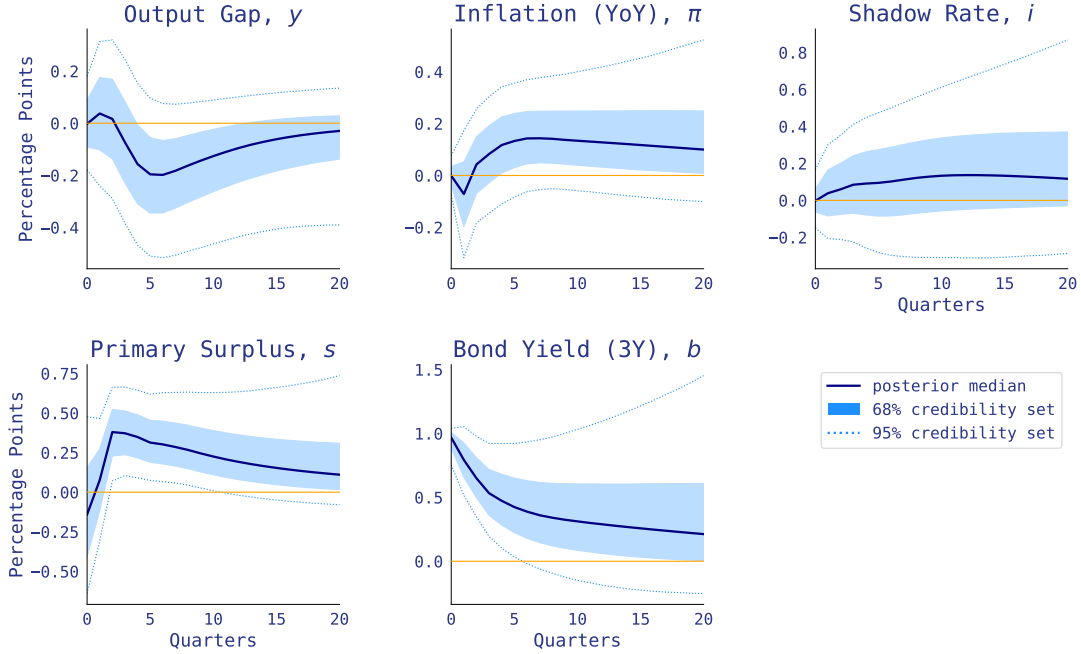 Output Gap, y
Inflation (YoY), π
Shadow Rate, i
Percentage Points
0.2
0.0
−0.2
−0.4
0 5 10 15 20
0.4
0.2
0.0
−0.2
0 5 10 15 20
0.8
0.6
0.4
0.2
0.0
−0.2
0 5 10 15 20
Quarters
Primary Surplus, s
Bond Yield (3Y), b
Percentage Points
0.75
0.50
0.25
0.00
−0.25
−0.50
0 5 10 15 20
Quarters
1.5
1.0
0.5
0.0
0 5 10 15 20
Quarters
posterior median
68% credibility set
95% credibility set